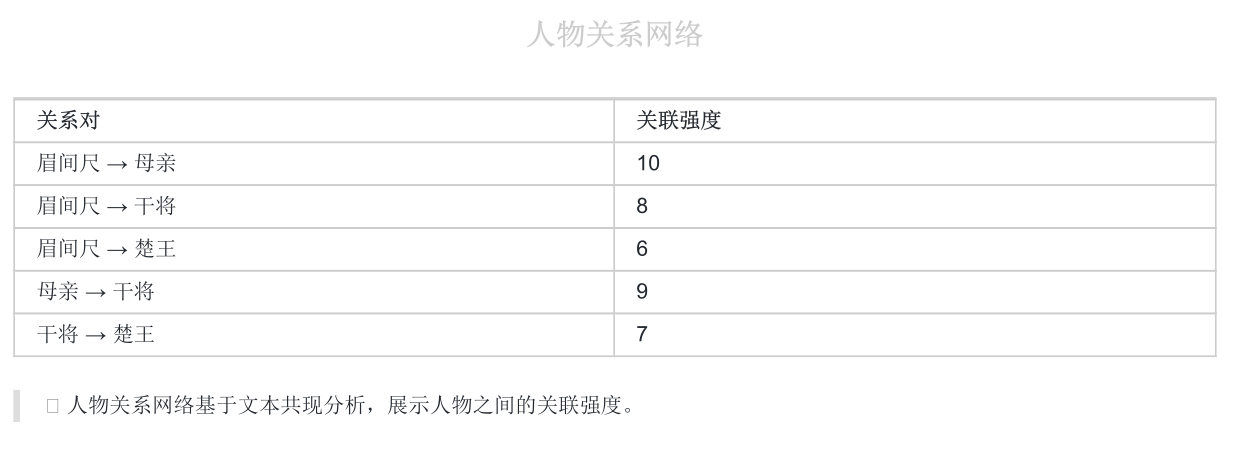 人物关系网络
关系对 关联强度
眉间尺 → 母亲 10
眉间尺 → 干将 8
眉间尺 → 楚王 6
母亲 → 干将 9
干将 → 楚王 7
人物关系网络基于文本共现分析，展示人物之间的关联强度。